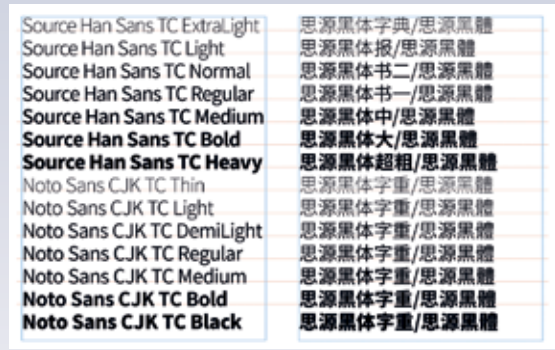 Source Han Sans TC ExtraLight 思源黑体字典/思源黑體
Source Han Sans TC Light 思源黑体报/思源黑體
Source Han Sans TC Normal 思源黑体书二/思源黑體
Source Han Sans TC Regular 思源黑体书一/思源黑體
Source Han Sans TC Medium 思源黑体中/思源黑體
Source Han Sans TC Bold 思源黑体大/思源黑體
Source Han Sans TC Heavy 思源黑体超粗/思源黑體
Noto Sans CJK TC Thin 思源黑体字重/思源黑體
Noto Sans CJK TC Light 思源黑体字重/思源黑體
Noto Sans CJK TC DemiLight 思源黑体字重/思源黑體
Noto Sans CJK TC Regular 思源黑体字重/思源黑體
Noto Sans CJK TC Medium 思源黑体字重/思源黑體
Noto Sans CJK TC Bold 思源黑体字重/思源黑體
Noto Sans CJK TC Black 思源黑体字重/思源黑體